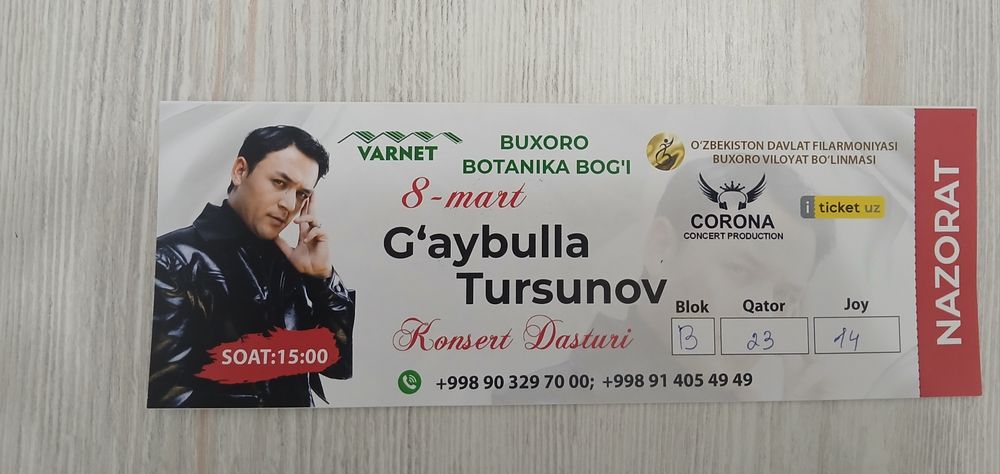 VARNET
BUXORO
BOTANIKA BOG'I
O'ZBEKISTON DAVLAT FILARMONIYASI
BUXORO VILOYAT BO'LINMASI
8-mart
CORONA
CONCERT PRODUCTION
iticket uz
G‘aybulla
Tursunov
Konsert Dasturi
Blok Qator Joy
B 23 14
SOAT:15:00
+998 90 329 70 00; +998 91 405 49 49
NAZORAT